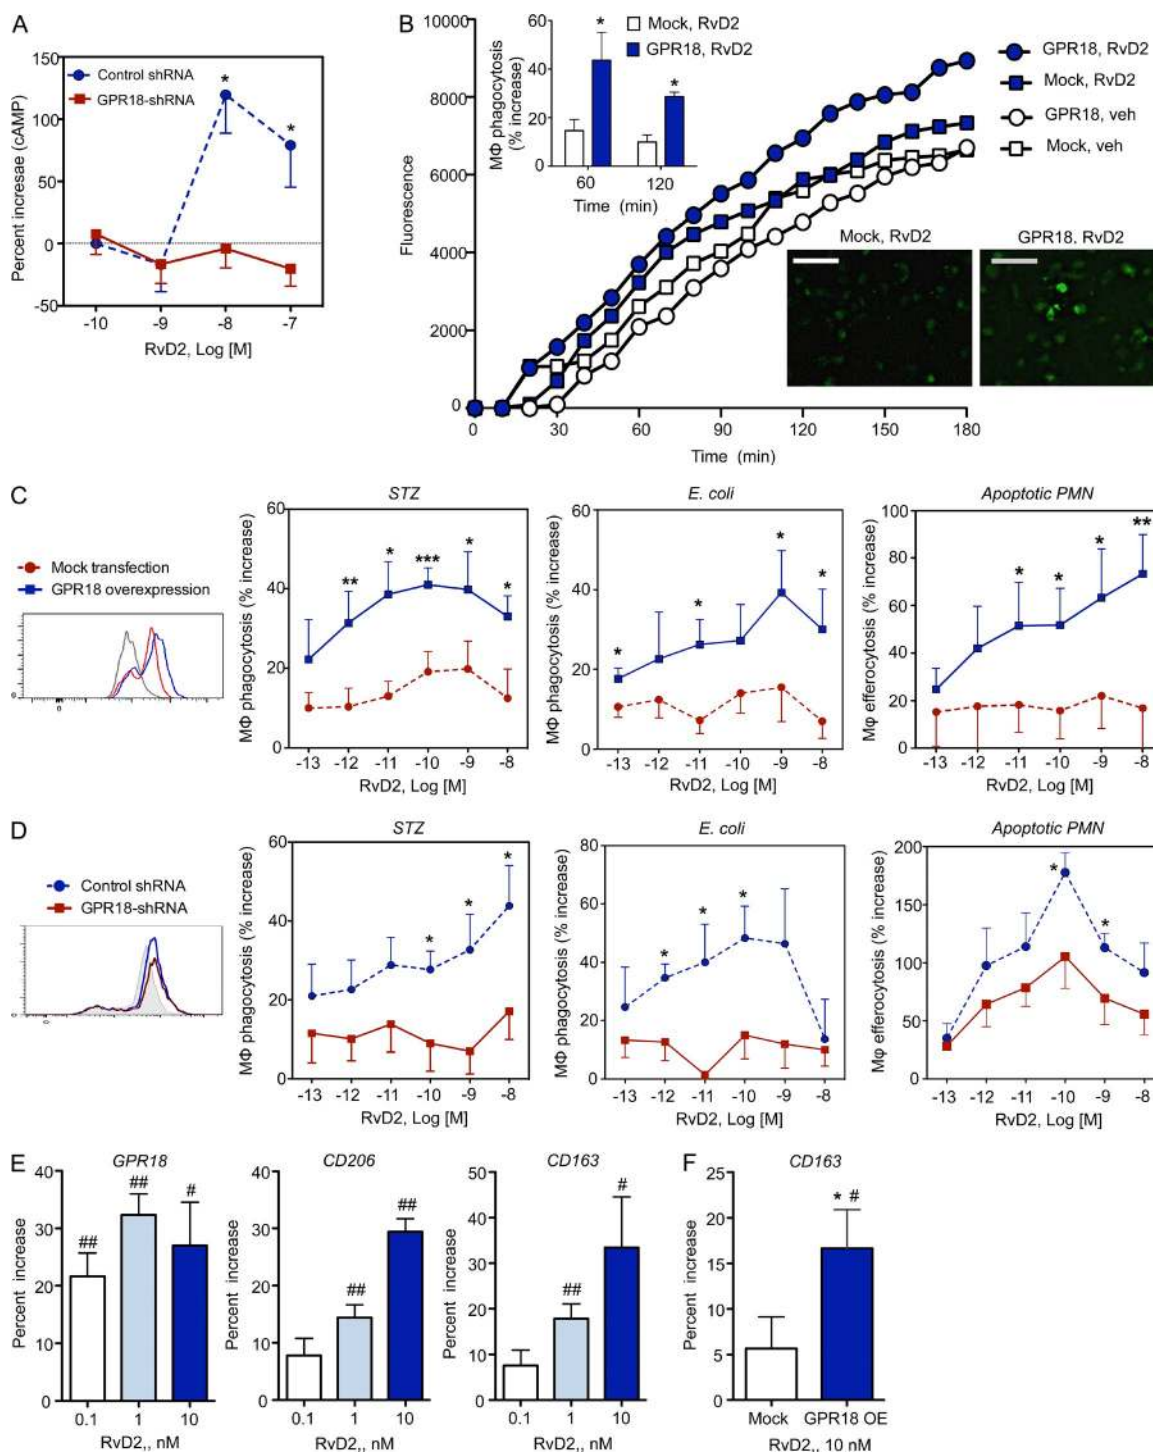 A
Percent incresae (cAMP)
150
100
50
0
-50
Control shRNA
GPR18-shRNA
*
*
-10 -9 -8 -7
RvD2, Log [M]
B
Fluorescence
10000
8000
6000
4000
2000
0
MΦ phagocytosis
(% increase)
60
40
20
0
Mock, RvD2
GPR18, RvD2
*
*
60 120
Time (min)
GPR18, RvD2
Mock, RvD2
GPR18, veh
Mock, veh
Mock, RvD2
GPR18. RvD2
0 30 60 90 120 150 180
Time (min)
C
Mock transfection
GPR18 overexpression
STZ
MΦ phagocytosis (% increase)
60
40
20
0
** * *** * *
-13 -12 -11 -10 -9 -8
RvD2, Log [M]
E. coli
MΦ phagocytosis (% increase)
60
40
20
0
* * * *
-13 -12 -11 -10 -9 -8
RvD2, Log [M]
Apoptotic PMN
Mφ efferocytosis (% increase)
100
80
60
40
20
0
* * * **
-13 -12 -11 -10 -9 -8
RvD2, Log [M]
D
Control shRNA
GPR18-shRNA
STZ
MΦ phagocytosis (% increase)
60
40
20
0
* * *
-13 -12 -11 -10 -9 -8
RvD2, Log [M]
E. coli
MΦ phagocytosis (% increase)
80
60
40
20
0
* * *
-13 -12 -11 -10 -9 -8
RvD2, Log [M]
Apoptotic PMN
Mφ efferocytosis (% increase)
200
150
100
50
0
* *
-13 -12 -11 -10 -9 -8
RvD2, Log [M]
E
GPR18
Percent increase
40
30
20
10
0
## ## #
0.1 1 10
RvD2,, nM
CD206
Percent increase
40
30
20
10
0
## ##
0.1 1 10
RvD2,, nM
CD163
Percent increase
50
40
30
20
10
0
## #
0.1 1 10
RvD2,, nM
F
CD163
Percent increase
25
20
15
10
5
0
* #
Mock GPR18 OE
RvD2,, 10 nM